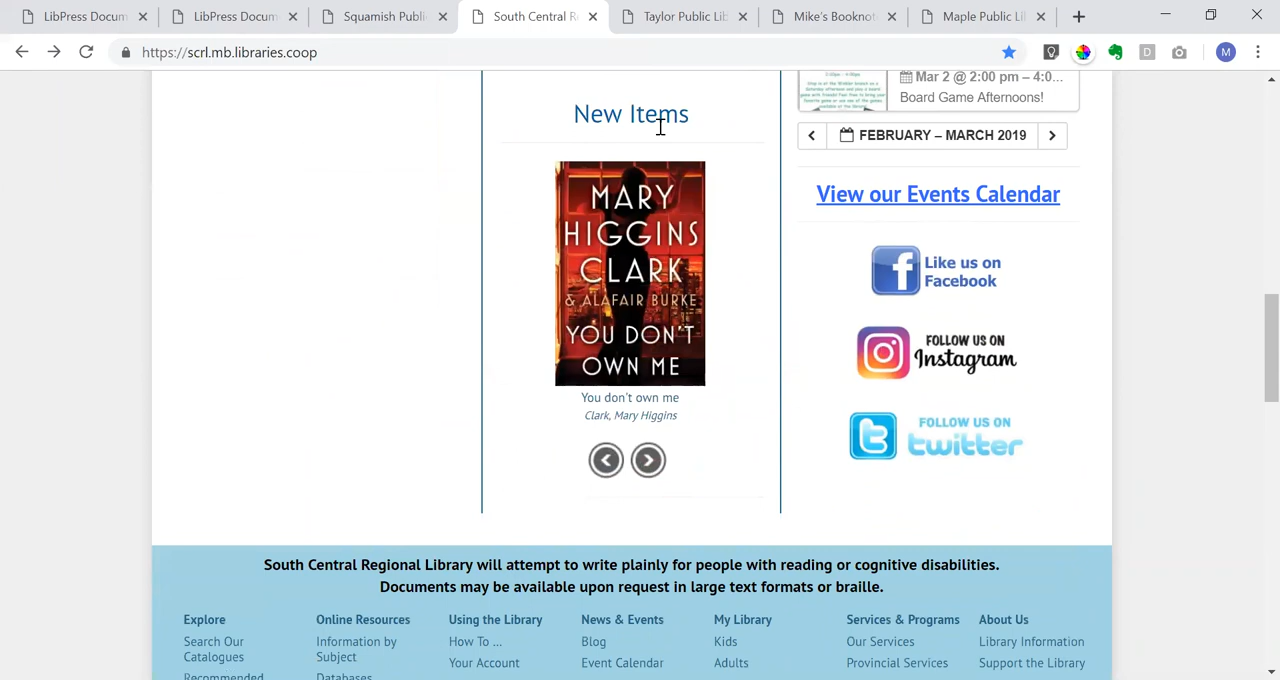 LibPress Docum
LibPress Docum
Squamish Publi
South Central R
Taylor Public Lib
Mike's Booknot
Maple Public Li
https://scrl.mb.libraries.coop
D
M
New Items
MARY
HIGGINS
CLARK
& ALAFAIR BURKE
YOU DON'T
OWN ME
You don't own me
Clark, Mary Higgins
Mar 2 @ 2:00 pm – 4:0...
Board Game Afternoons!
FEBRUARY – MARCH 2019
View our Events Calendar
Like us on
Facebook
FOLLOW US ON
Instagram
FOLLOW US ON
twitter
South Central Regional Library will attempt to write plainly for people with reading or cognitive disabilities.
Documents may be available upon request in large text formats or braille.
Explore
Search Our
Catalogues
Recommended
Online Resources
Information by
Subject
Databases
Using the Library
How To ...
Your Account
News & Events
Blog
Event Calendar
My Library
Kids
Adults
Services & Programs
Our Services
Provincial Services
About Us
Library Information
Support the Library